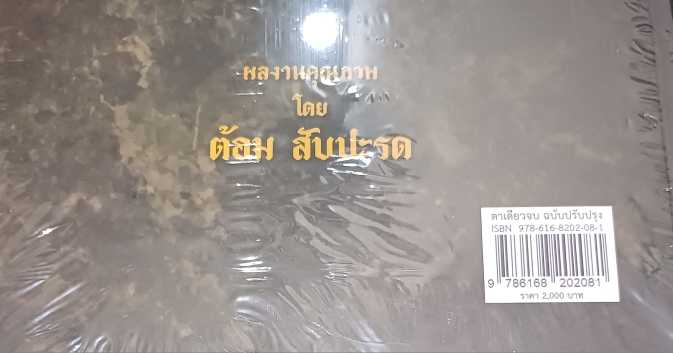 ผลงานคุณภาพ
โดย
ต้อม สับปะรด
ตาเดียวจน ฉบับปรับปรุง
ISBN 978-616-8202-08-1
9 786168 202081
ราคา 2,000 บาท